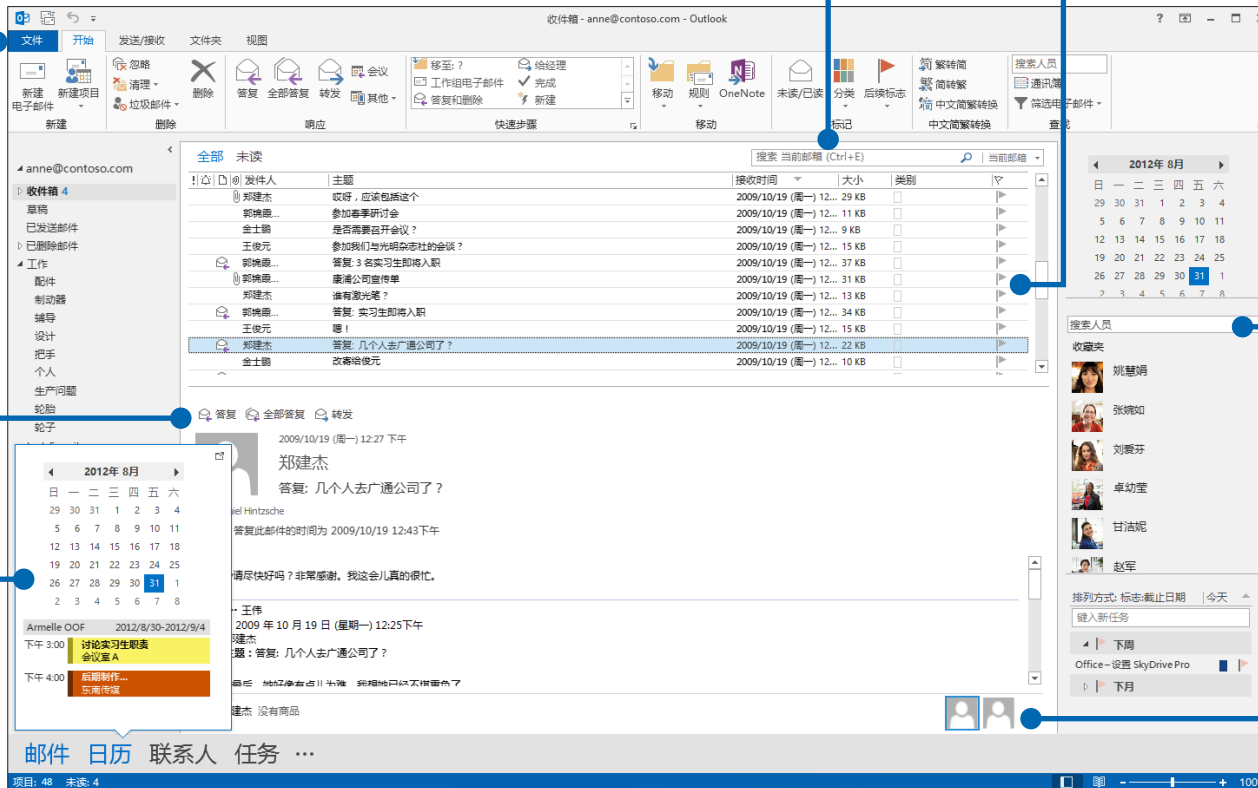 收件箱 - anne@contoso.com - Outlook
文件 开始 发送/接收 文件夹 视图
新建
电子邮件
新建项目
忽略
清理
垃圾邮件
删除
答复 全部答复 转发
会议
其他
移至: ?
工作组电子邮件
答复和删除
给经理
完成
新建
移动 规则 OneNote
未读/已读 分类 后续标志
繁转简
简转繁
中文简繁转换
搜索人员
通讯簿
筛选电子邮件
新建 删除 响应 快速步骤 移动 标记 中文简繁转换 查找
anne@contoso.com
收件箱 4
草稿
已发送邮件
已删除邮件
工作
配件
制动器
辅导
设计
把手
个人
生产问题
轮胎
轮子
全部 未读
搜索 当前邮箱 (Ctrl+E) 当前邮箱
发件人 主题 接收时间 大小 类别
郑建杰 哎呀，应该包括这个 2009/10/19 (周一) 12... 29 KB
郭婧霞... 参加春季研讨会 2009/10/19 (周一) 12... 11 KB
金士鹏 是否需要召开会议？ 2009/10/19 (周一) 12... 9 KB
王俊元 参加我们与光明杂志社的会谈？ 2009/10/19 (周一) 12... 15 KB
郭婧霞... 答复: 3 名实习生即将入职 2009/10/19 (周一) 12... 37 KB
郭婧霞... 康浦公司宣传单 2009/10/19 (周一) 12... 31 KB
郑建杰 谁有激光笔？ 2009/10/19 (周一) 12... 13 KB
郭婧霞... 答复: 实习生即将入职 2009/10/19 (周一) 12... 34 KB
王俊元 嗯！ 2009/10/19 (周一) 12... 15 KB
郑建杰 答复: 几个人去广通公司了？ 2009/10/19 (周一) 12... 22 KB
金士鹏 改寄给俊元 2009/10/19 (周一) 12... 10 KB
答复 全部答复 转发
2009/10/19 (周一) 12:27 下午
郑建杰
答复: 几个人去广通公司了？
iel Hintzsche
答复此邮件的时间为 2009/10/19 12:43下午
请尽快好吗？非常感谢。我这会儿真的很忙。
王伟
2009 年 10 月 19 日 (星期一) 12:25下午
建杰
题：答复: 几个人去广通公司了？
建杰 没有商品
2012年 8月
日 一 二 三 四 五 六
29 30 31 1 2 3 4
5 6 7 8 9 10 11
12 13 14 15 16 17 18
19 20 21 22 23 24 25
26 27 28 29 30 31 1
2 3 4 5 6 7 8
Armelle OOF 2012/8/30-2012/9/4
下午 3:00 讨论实习生职责
会议室 A
下午 4:00 后期制作...
东南传媒
2012年 8月
日 一 二 三 四 五 六
29 30 31 1 2 3 4
5 6 7 8 9 10 11
12 13 14 15 16 17 18
19 20 21 22 23 24 25
26 27 28 29 30 31 1
2 3 4 5 6 7 8
搜索人员
收藏夹
姚慧娟
张婉如
刘爱芬
卓幼莹
甘洁妮
赵军
排列方式: 标志:截止日期 今天
键入新任务
下周
Office – 设置 SkyDrive Pro
下月
邮件 日历 联系人 任务 ···
项目: 48 未读: 4
100